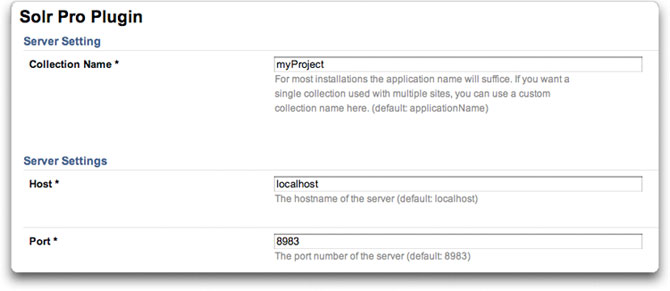 Solr Pro Plugin
Server Setting
Collection Name *
myProject
For most installations the application name will suffice. If you want a
single collection used with multiple sites, you can use a custom
collection name here. (default: applicationName)
Server Settings
Host *
localhost
The hostname of the server (default: localhost)
Port *
8983
The port number of the server (default: 8983)